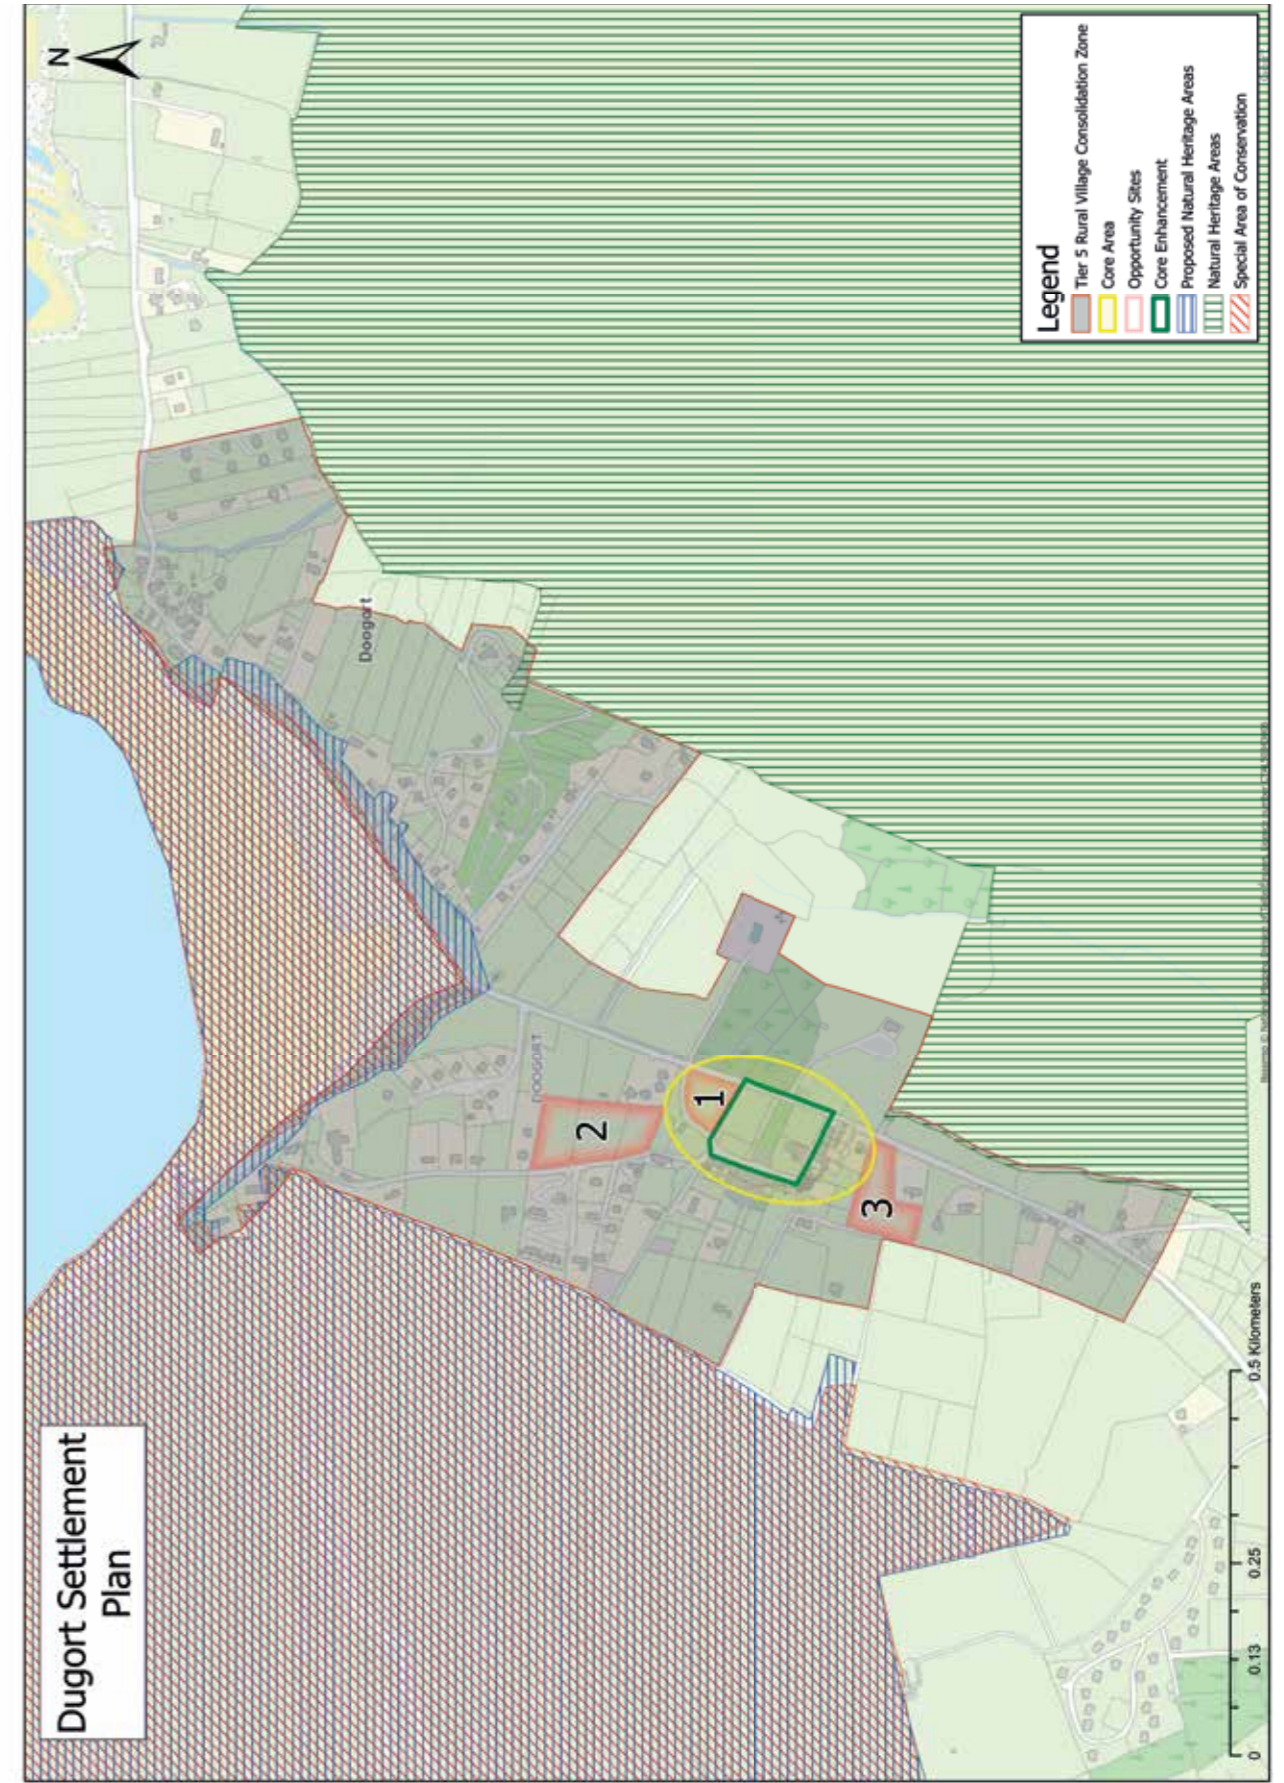 Dugort Settlement
Plan
N
Doogort
DOOGORT
1
2
3
Legend
Tier 5 Rural Village Consolidation Zone
Core Area
Opportunity Sites
Core Enhancement
Proposed Natural Heritage Areas
Natural Heritage Areas
Special Area of Conservation
0 0.13 0.25 0.5 Kilometers